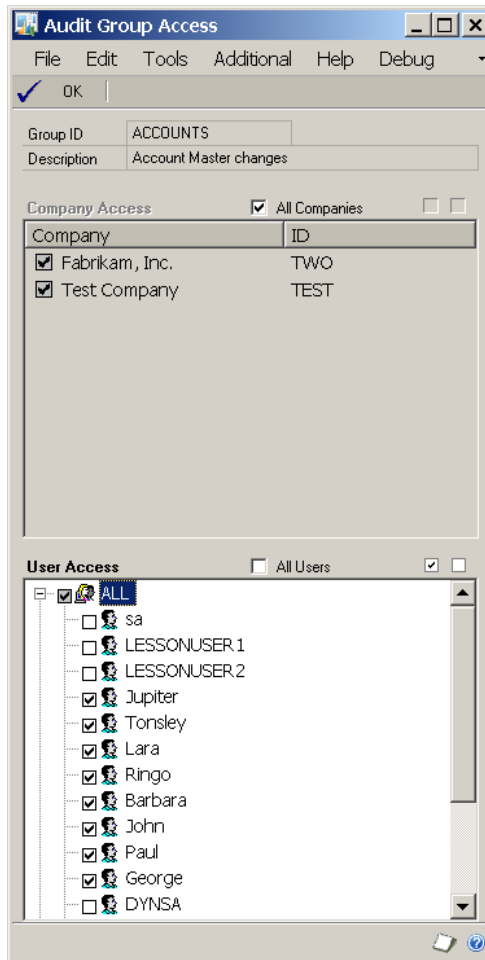 Audit Group Access
File Edit Tools Additional Help Debug
OK
Group ID ACCOUNTS
Description Account Master changes
Company Access All Companies
Company ID
Fabrikam, Inc. TWO
Test Company TEST
User Access All Users
ALL
sa
LESSONUSER1
LESSONUSER2
Jupiter
Tonsley
Lara
Ringo
Barbara
John
Paul
George
DYNSA